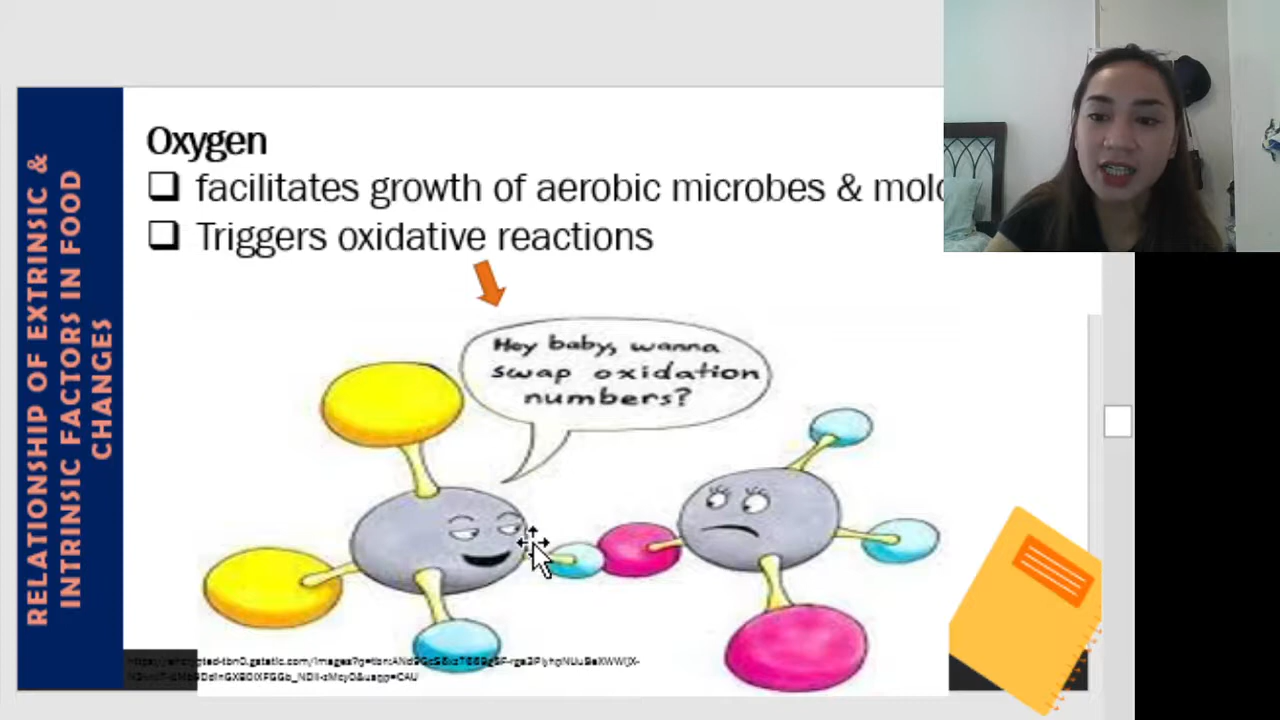 RELATIONSHIP OF EXTRINSIC &
INTRINSIC FACTORS IN FOOD
CHANGES
Oxygen
facilitates growth of aerobic microbes &
Triggers oxidative reactions
Hey baby, wanna
swap oxidation
numbers?